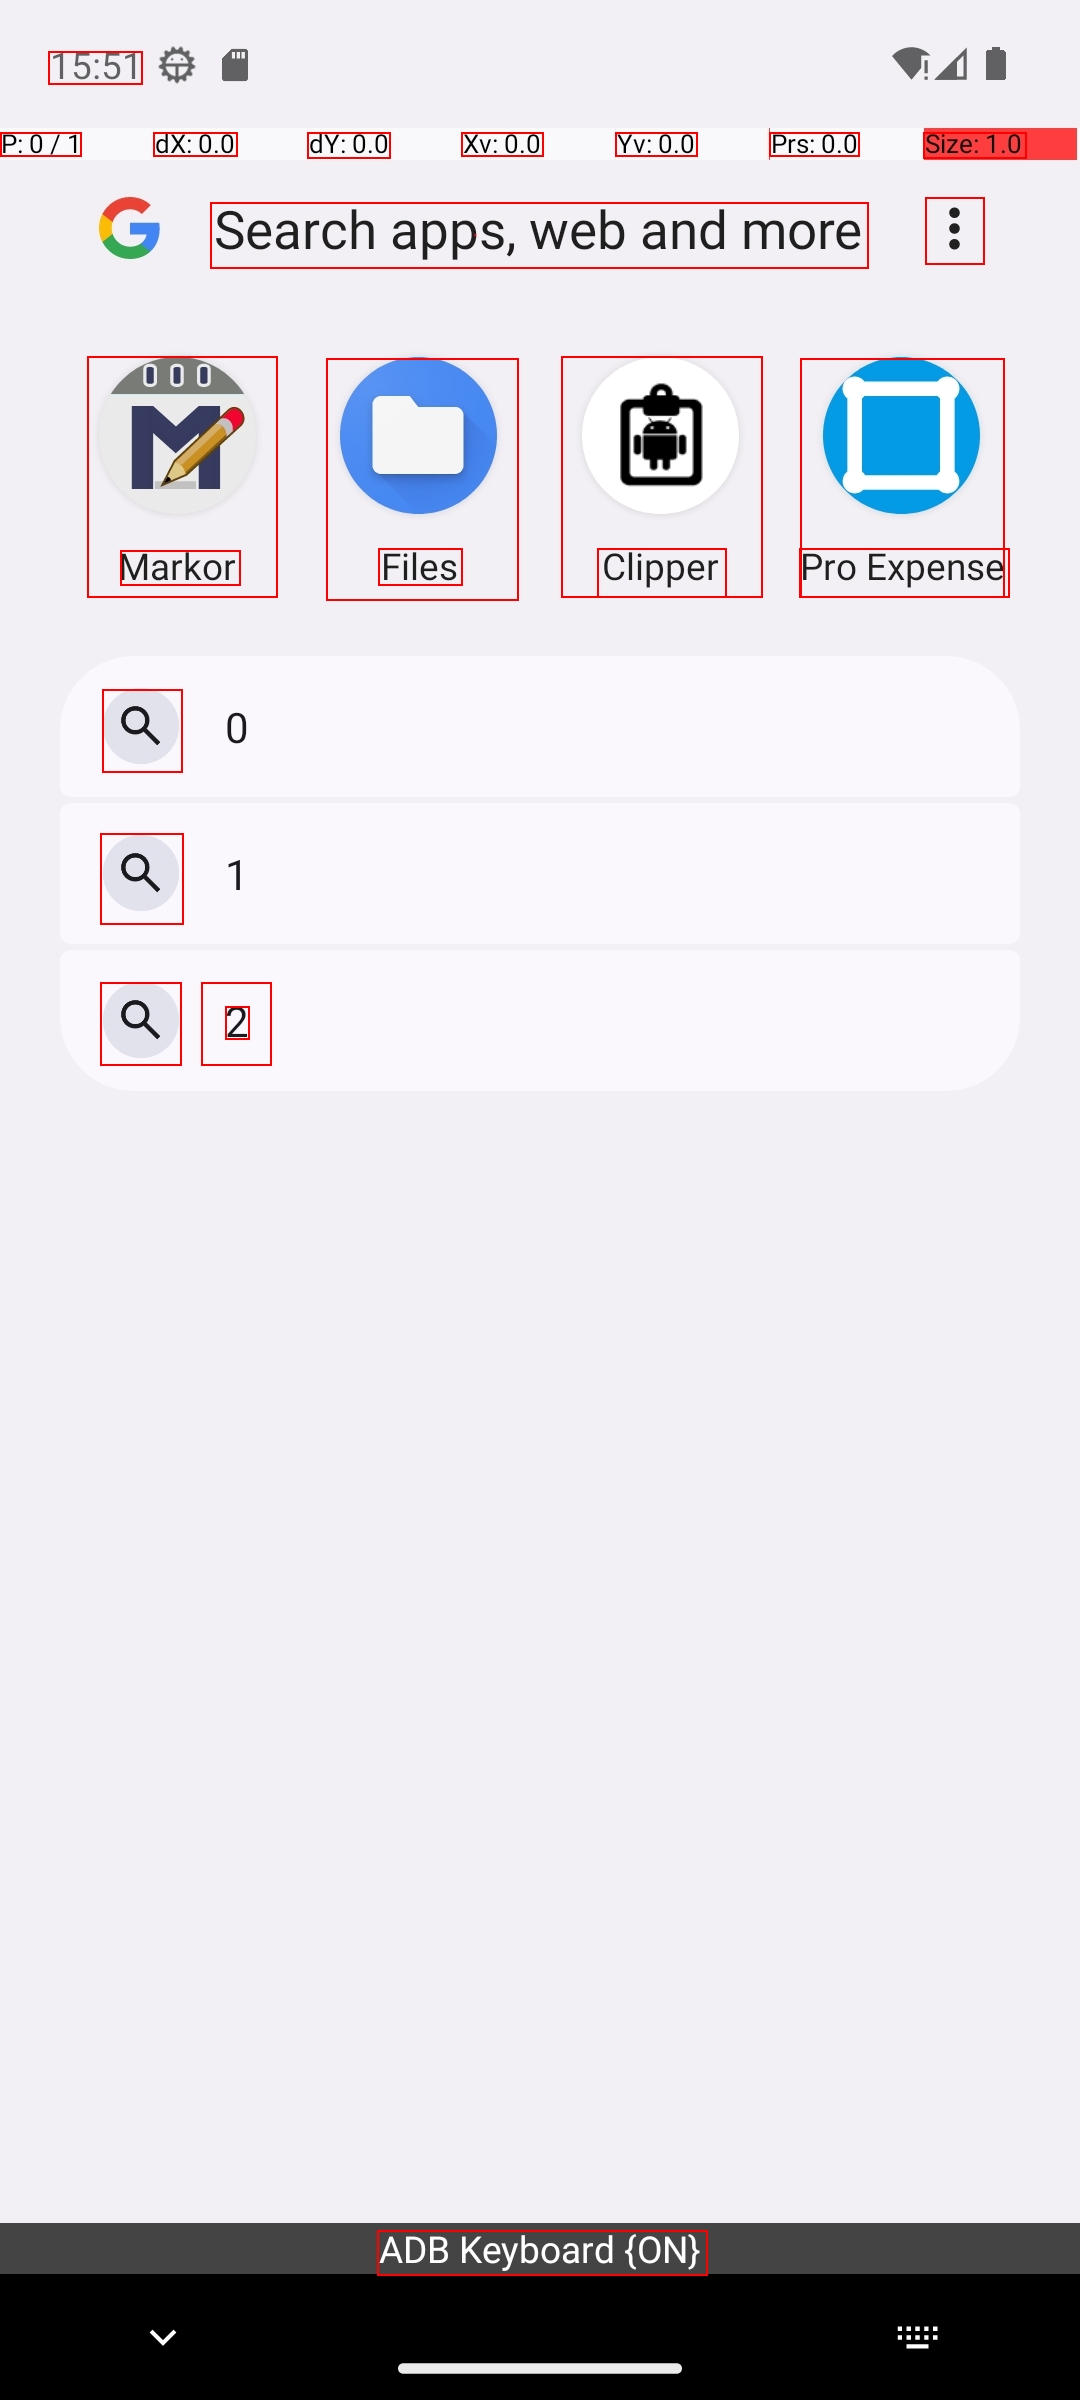 15:51
P: 0 / 1 dX: 0.0 dY: 0.0 Xv: 0.0 Yv: 0.0 Prs: 0.0 Size: 1.0
Search apps, web and more
Markor Files Clipper Pro Expense
0
1
2
ADB Keyboard {ON}